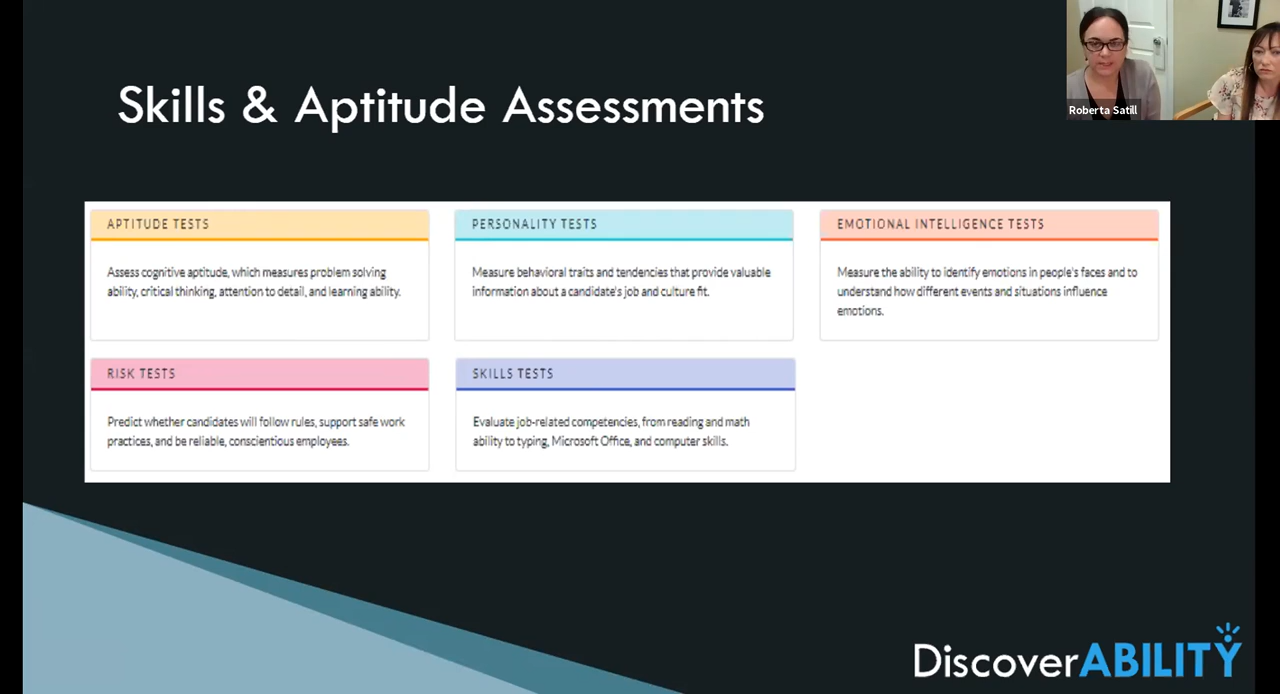 Skills & Aptitude Assessments
Roberta Satill
APTITUDE TESTS
Assess cognitive aptitude, which measures problem solving
ability, critical thinking, attention to detail, and learning ability.
PERSONALITY TESTS
Measure behavioral traits and tendencies that provide valuable
information about a candidate's job and culture fit.
EMOTIONAL INTELLIGENCE TESTS
Measure the ability to identify emotions in people's faces and to
understand how different events and situations influence
emotions.
RISK TESTS
Predict whether candidates will follow rules, support safe work
practices, and be reliable, conscientious employees.
SKILLS TESTS
Evaluate job-related competencies, from reading and math
ability to typing, Microsoft Office, and computer skills.
DiscoverABILITY